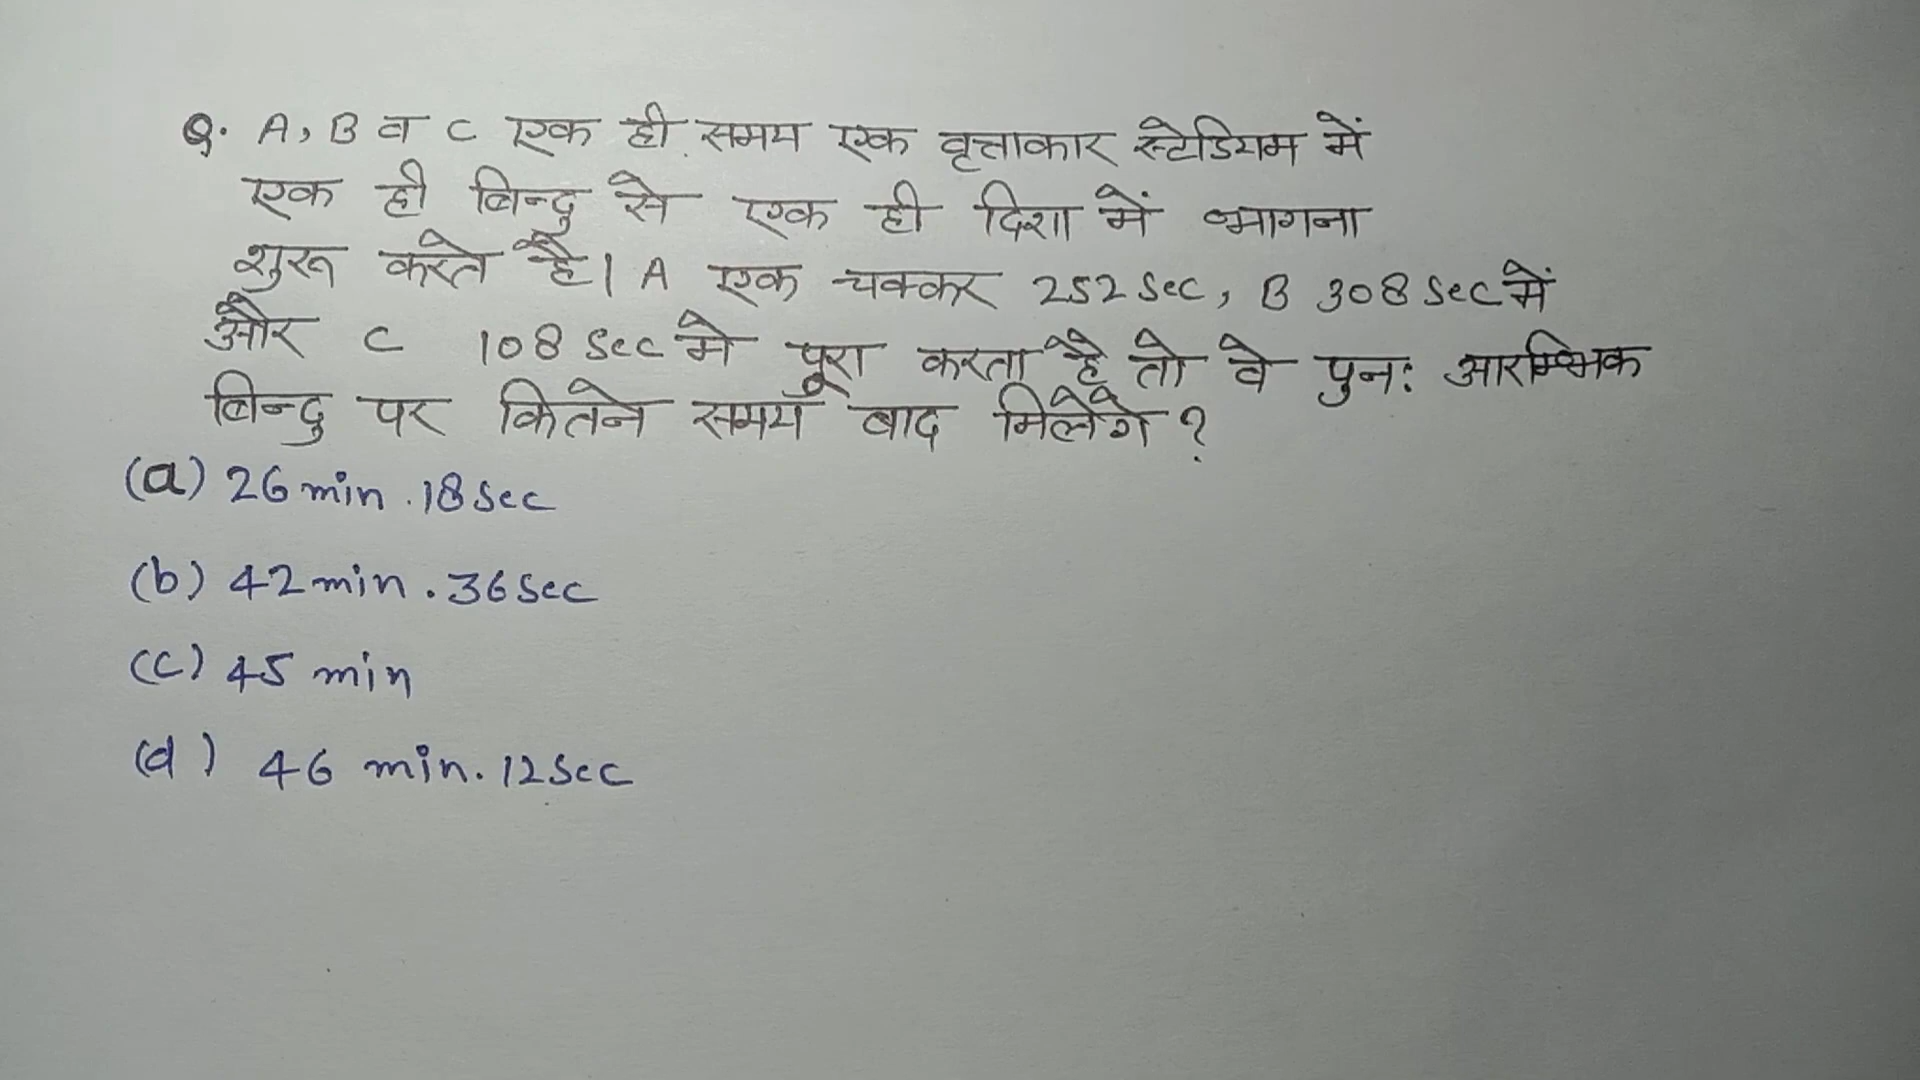 Q. A, B व C एक ही समय एक वृत्ताकार स्टेडियम में
एक ही बिन्दु से एक ही दिशा में भागना
शुरू करते है। A एक चक्कर 252 sec, B 308 sec में
और C 108 sec मे पूरा करता है तो वे पुनः आरम्भिक
बिन्दु पर कितने समय बाद मिलेगे ?
(a) 26 min. 18 sec
(b) 42 min. 36 sec
(c) 45 min
(d) 46 min. 12 sec